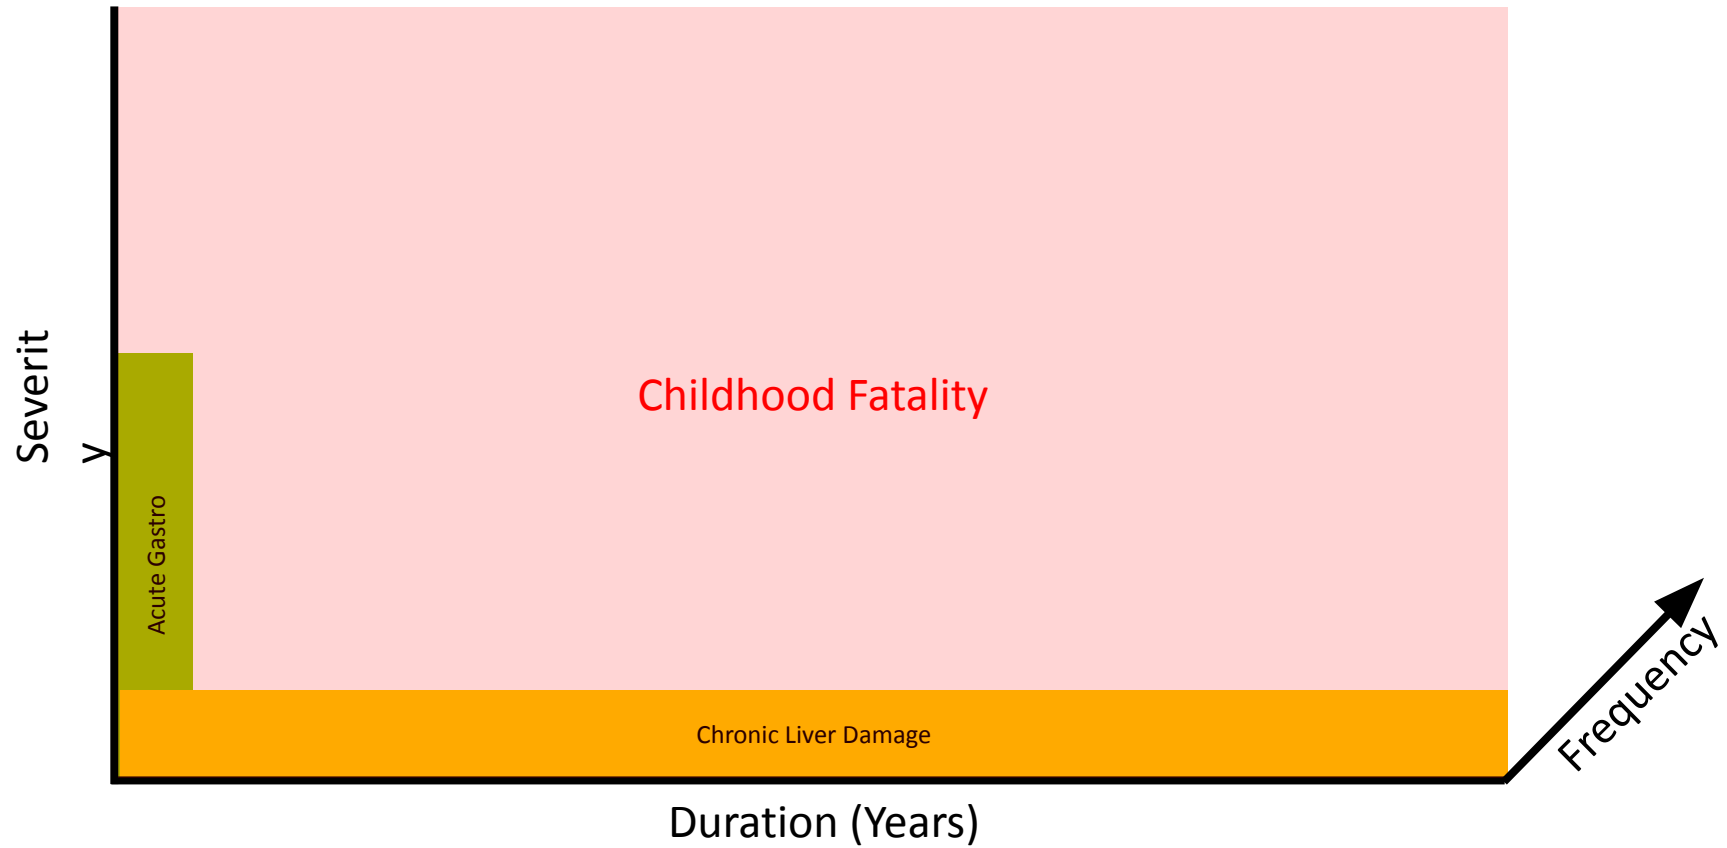 Severit
y
Childhood Fatality
Acute Gastro
Chronic Liver Damage
Frequency
Duration (Years)